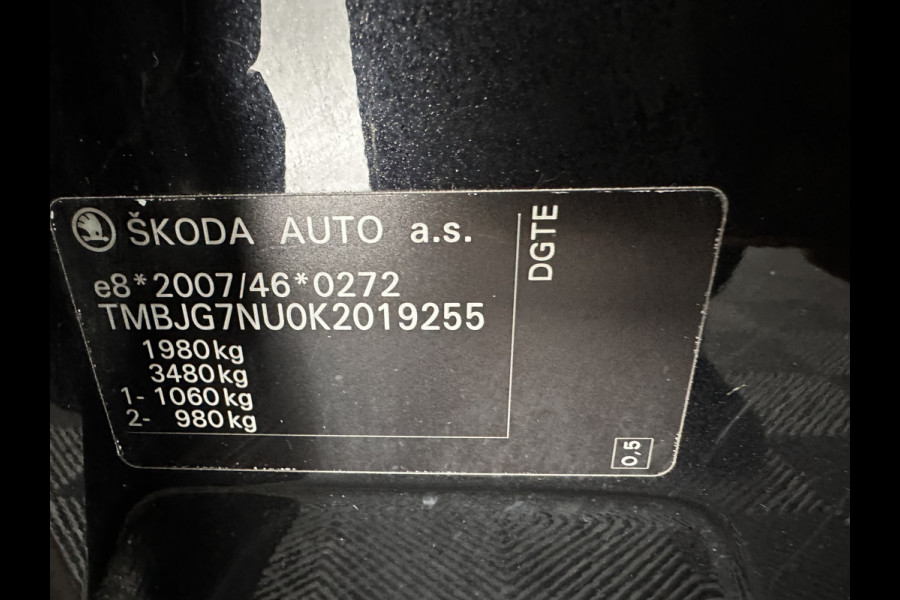 ŠKODA AUTO a.s.
e8*2007/46*0272
TMBJG7NU0K2019255
1980kg
3480kg
1- 1060kg
2- 980kg
DGTE
0,5